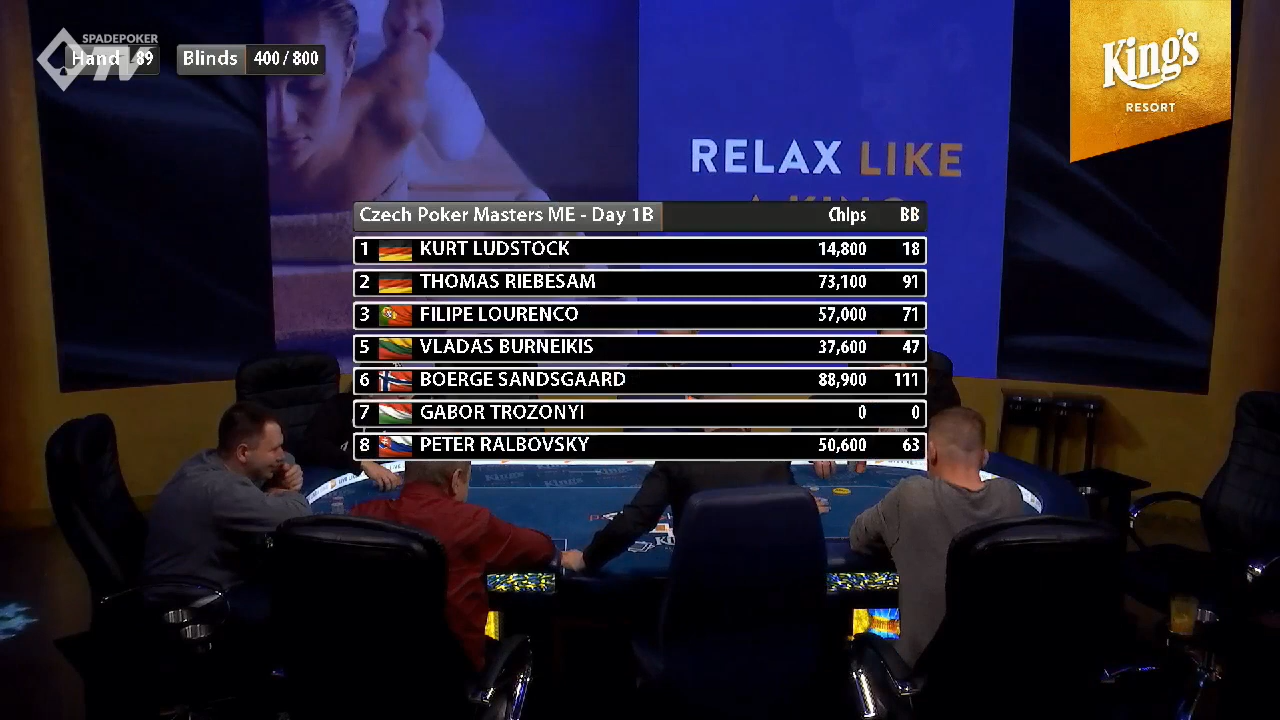 SPADEPOKER
TV
Hand 89
Blinds 400 / 800
King's
RESORT
RELAX LIKE
A KING
Czech Poker Masters ME - Day 1B Chips BB
1 KURT LUDSTOCK 14,800 18
2 THOMAS RIEBESAM 73,100 91
3 FILIPE LOURENCO 57,000 71
5 VLADAS BURNEIKIS 37,600 47
6 BOERGE SANDSGAARD 88,900 111
7 GABOR TROZONYI 0 0
8 PETER RALBOVSKY 50,600 63